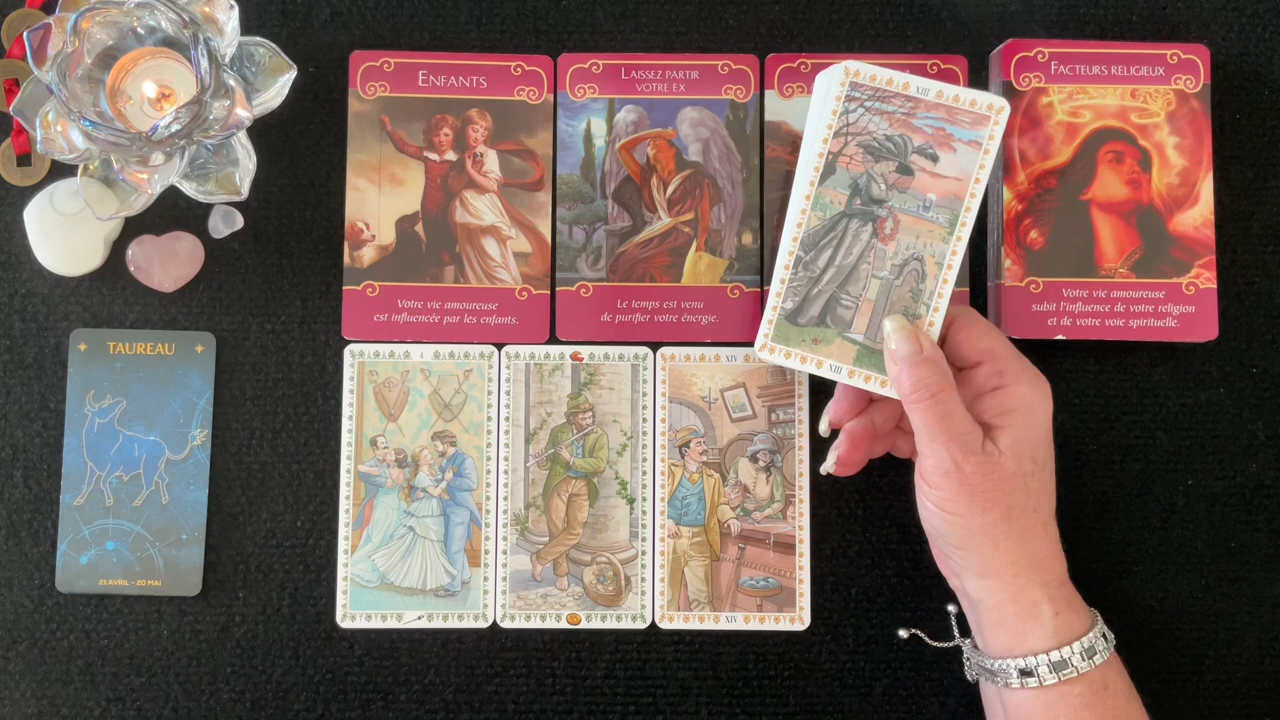 ENFANTS
Votre vie amoureuse
est influencée par les enfants.
LAISSEZ PARTIR
VOTRE EX
Le temps est venu
de purifier votre énergie.
FACTEURS RELIGIEUX
Votre vie amoureuse
subit l'influence de votre religion
et de votre voie spirituelle.
XIII
XIII
TAUREAU
21 AVRIL - 20 MAI
4
XIV
XIV